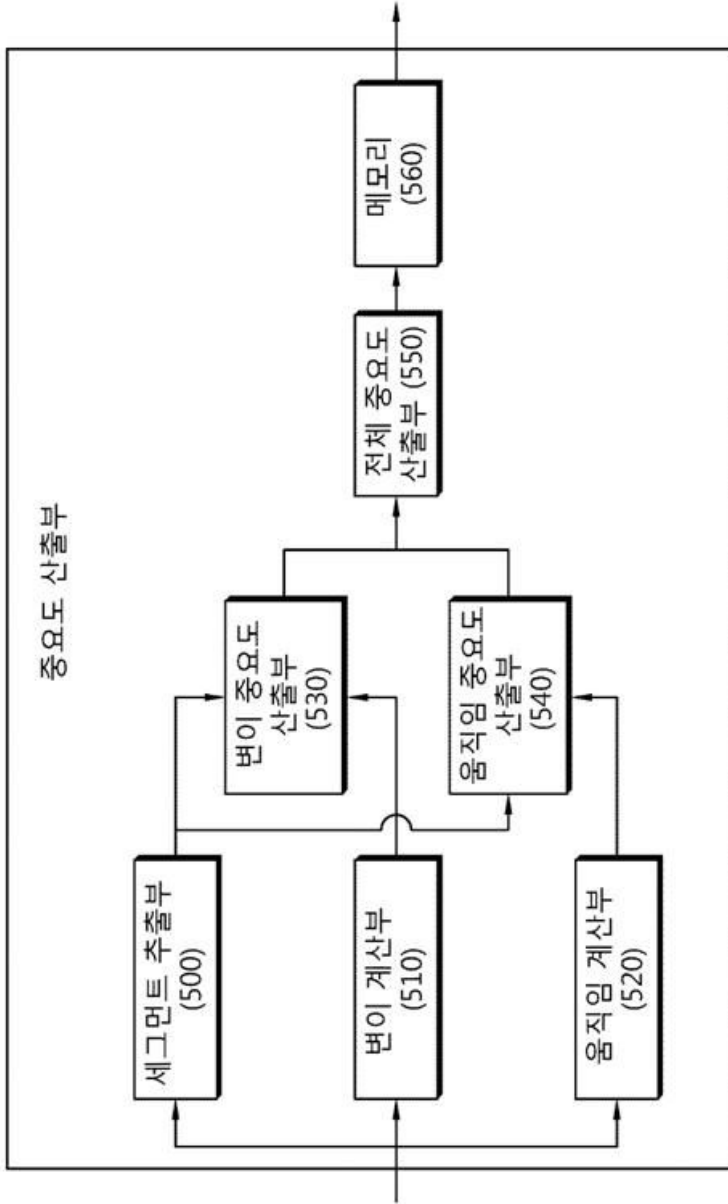 중요도 산출부
세그먼트 추출부
(500)
변이 계산부
(510)
움직임 계산부
(520)
변이 중요도
산출부
(530)
움직임 중요도
산출부
(540)
전체 중요도
산출부 (550)
메모리
(560)